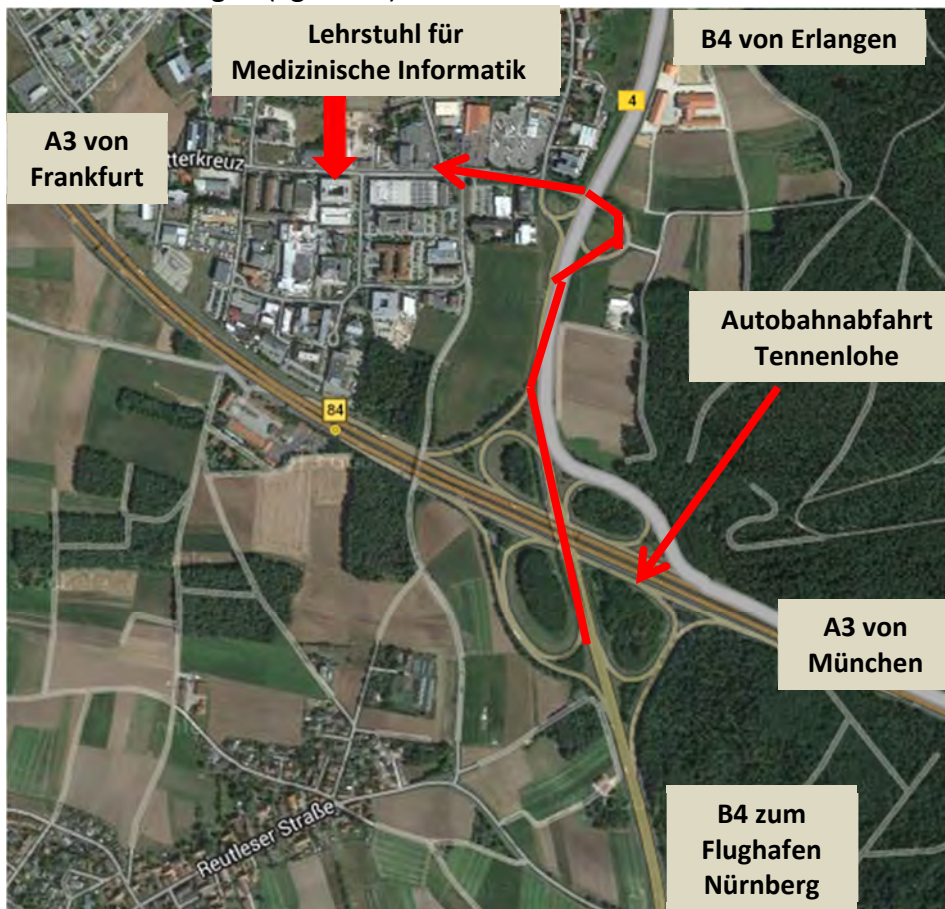 Lehrstuhl für
Medizinische Informatik
B4 von Erlangen
4
A3 von
Frankfurt
Autobahnabfahrt
Tennenlohe
84
A3 von
München
B4 zum
Flughafen
Nürnberg
Reutleser Straße